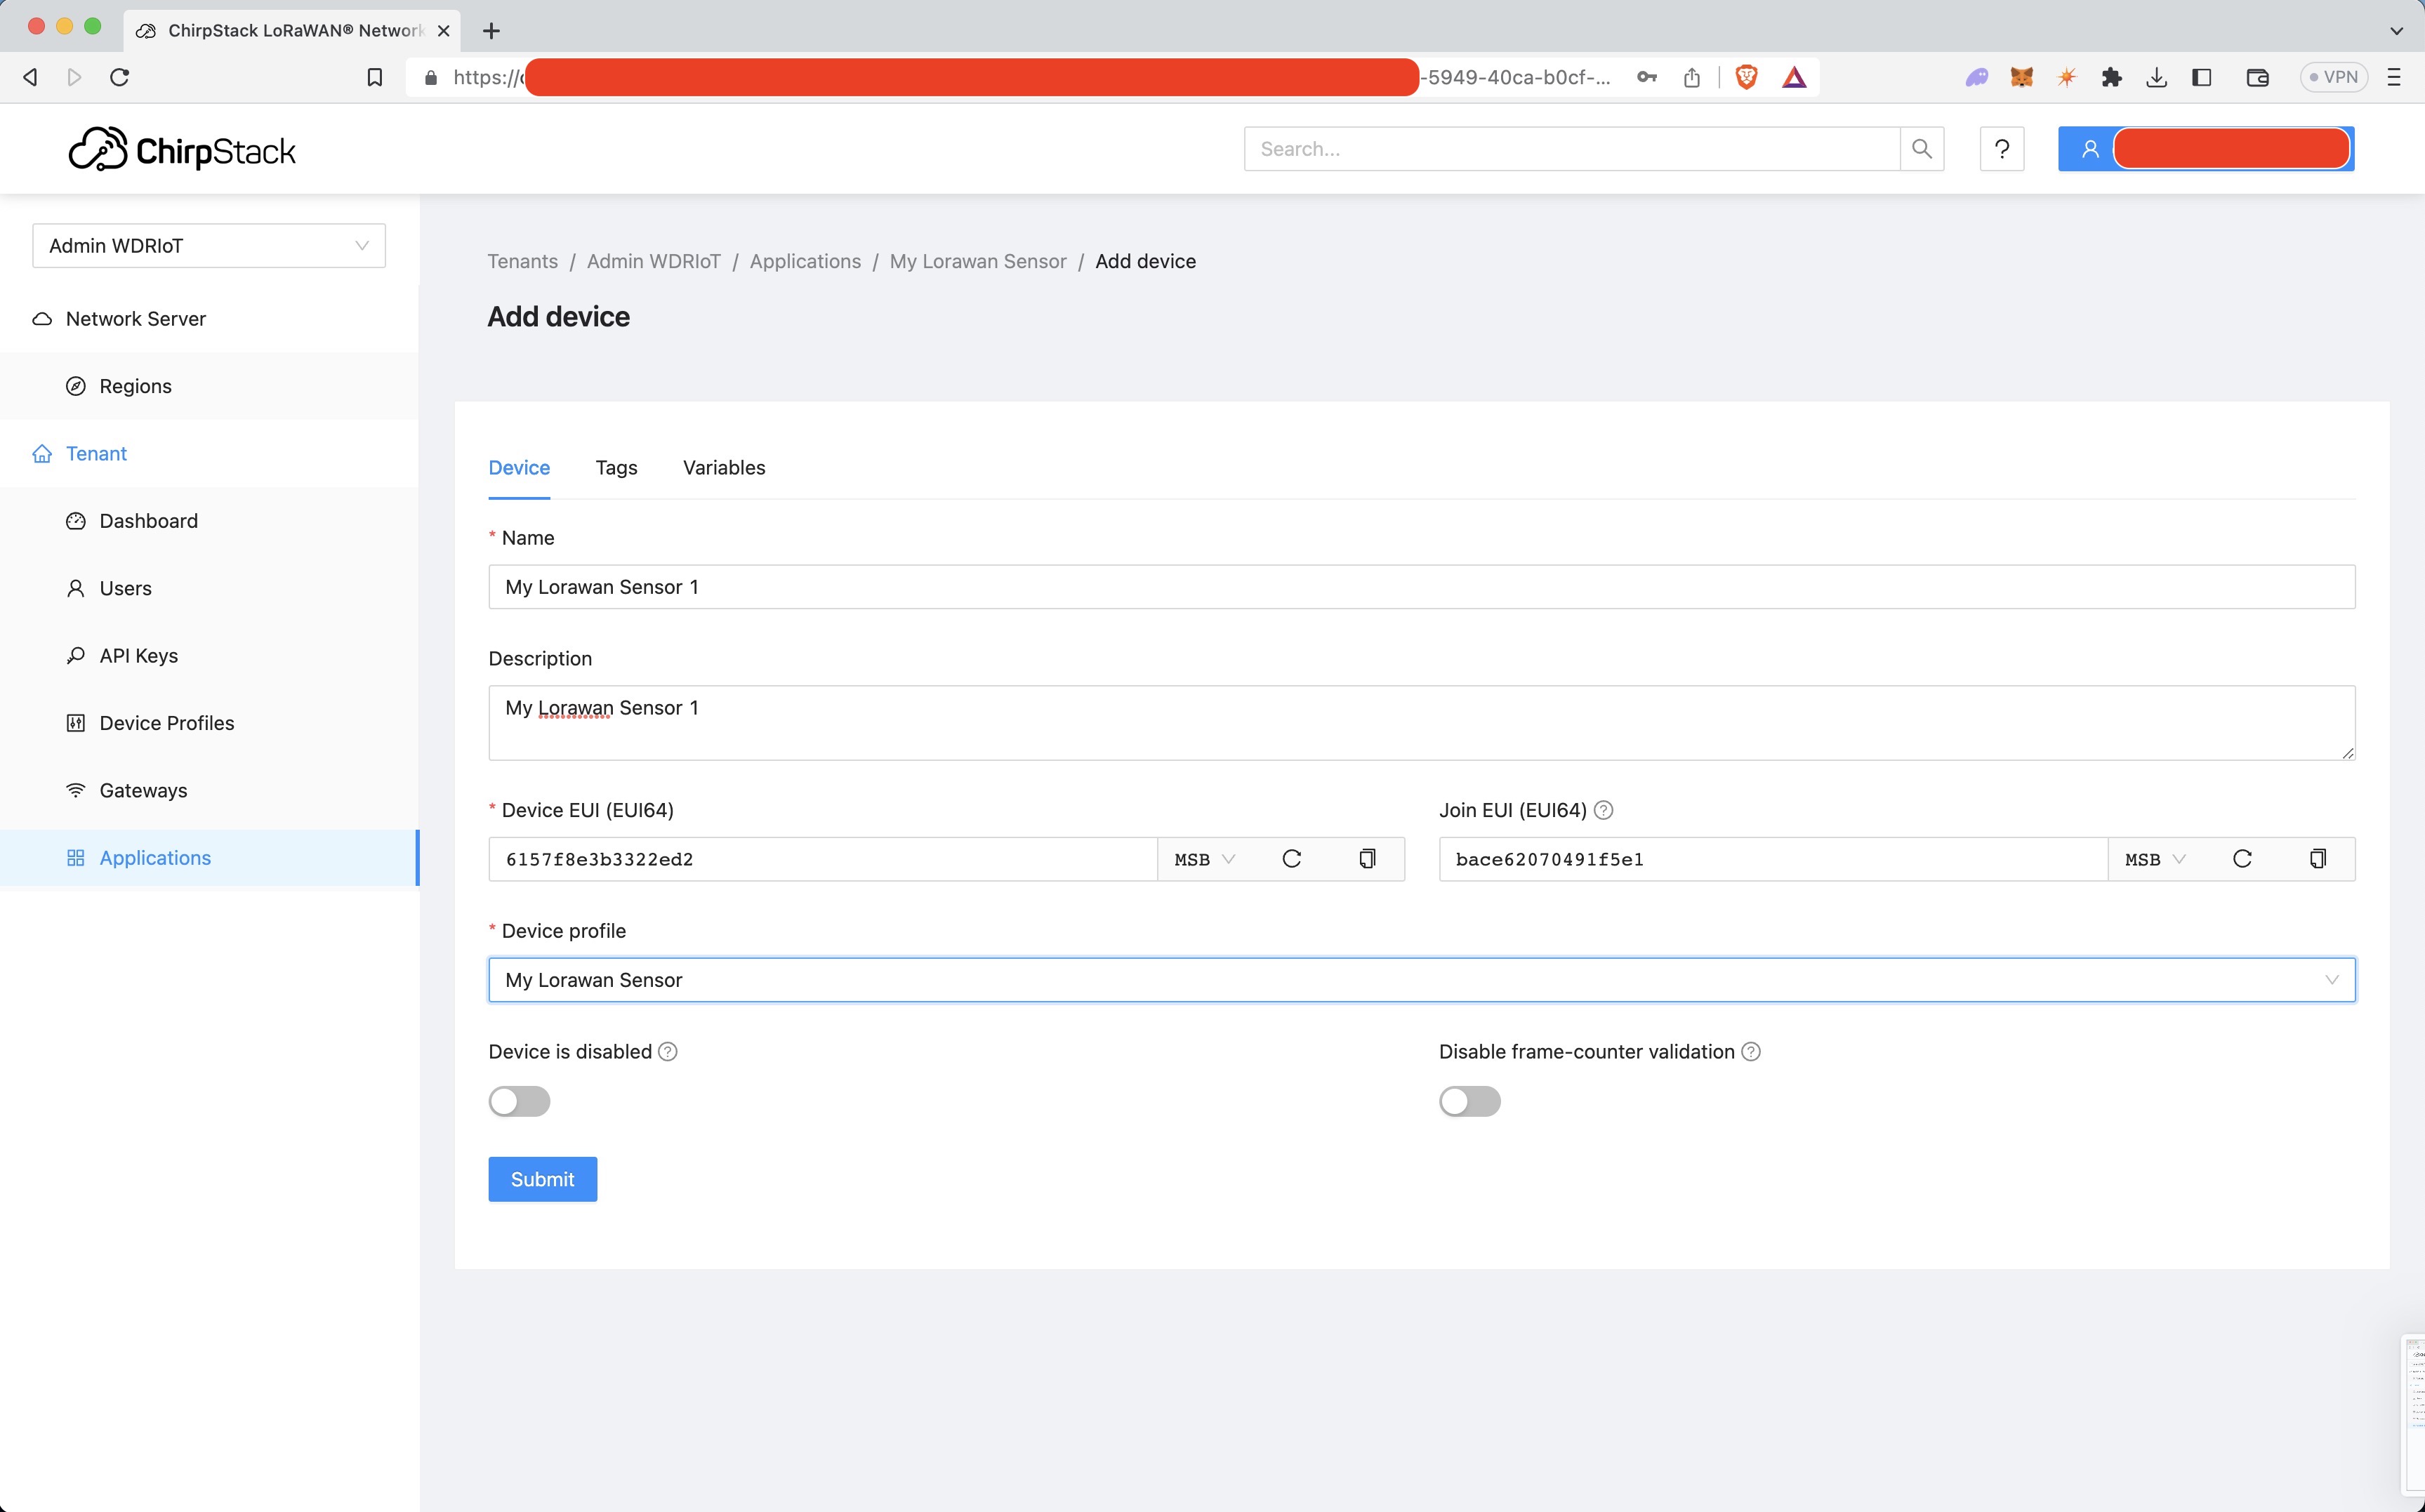 ChirpStack LoRaWAN® Network
https://
-5949-40ca-b0cf-...
VPN
ChirpStack
Search...
?
Admin WDRIoT
Network Server
Regions
Tenant
Dashboard
Users
API Keys
Device Profiles
Gateways
Applications
Tenants / Admin WDRIoT / Applications / My Lorawan Sensor / Add device
Add device
Device Tags Variables
* Name
My Lorawan Sensor 1
Description
My Lorawan Sensor 1
* Device EUI (EUI64)
6157f8e3b3322ed2 MSB
Join EUI (EUI64) ?
bace62070491f5e1 MSB
* Device profile
My Lorawan Sensor
Device is disabled ?
Disable frame-counter validation ?
Submit